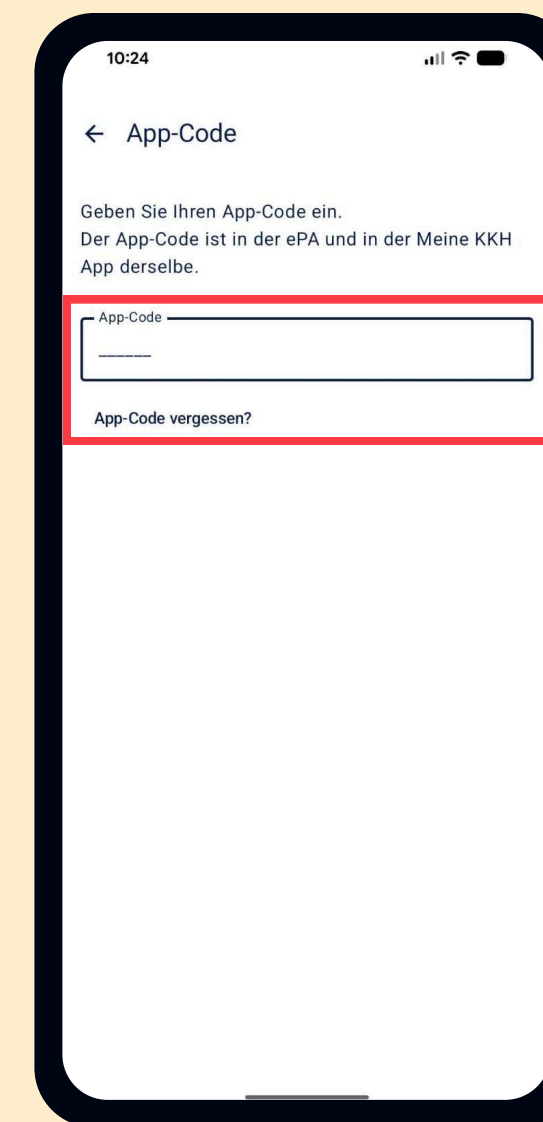 10:24
← App-Code
Geben Sie Ihren App-Code ein.
Der App-Code ist in der ePA und in der Meine KKH
App derselbe.
App-Code
______
App-Code vergessen?